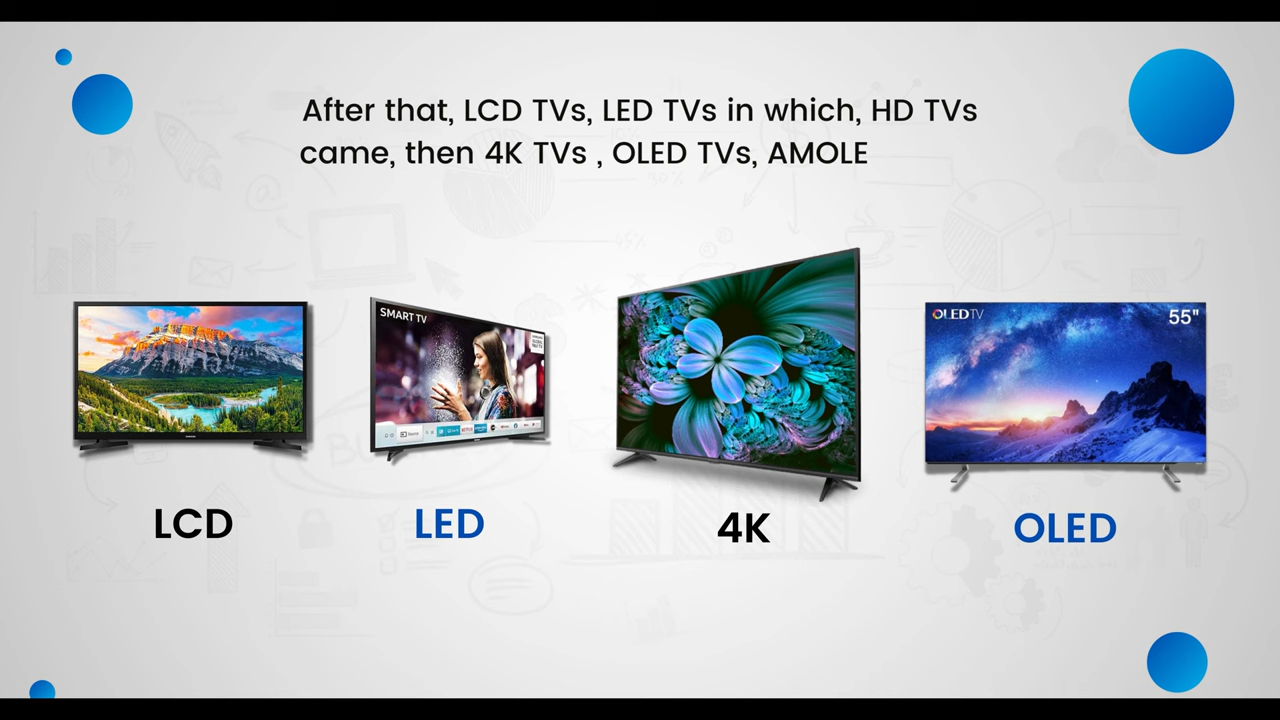 After that, LCD TVs, LED TVs in which, HD TVs
came, then 4K TVs , OLED TVs, AMOLE
SMART TV
OLED TV
55"
LCD
LED
4K
OLED